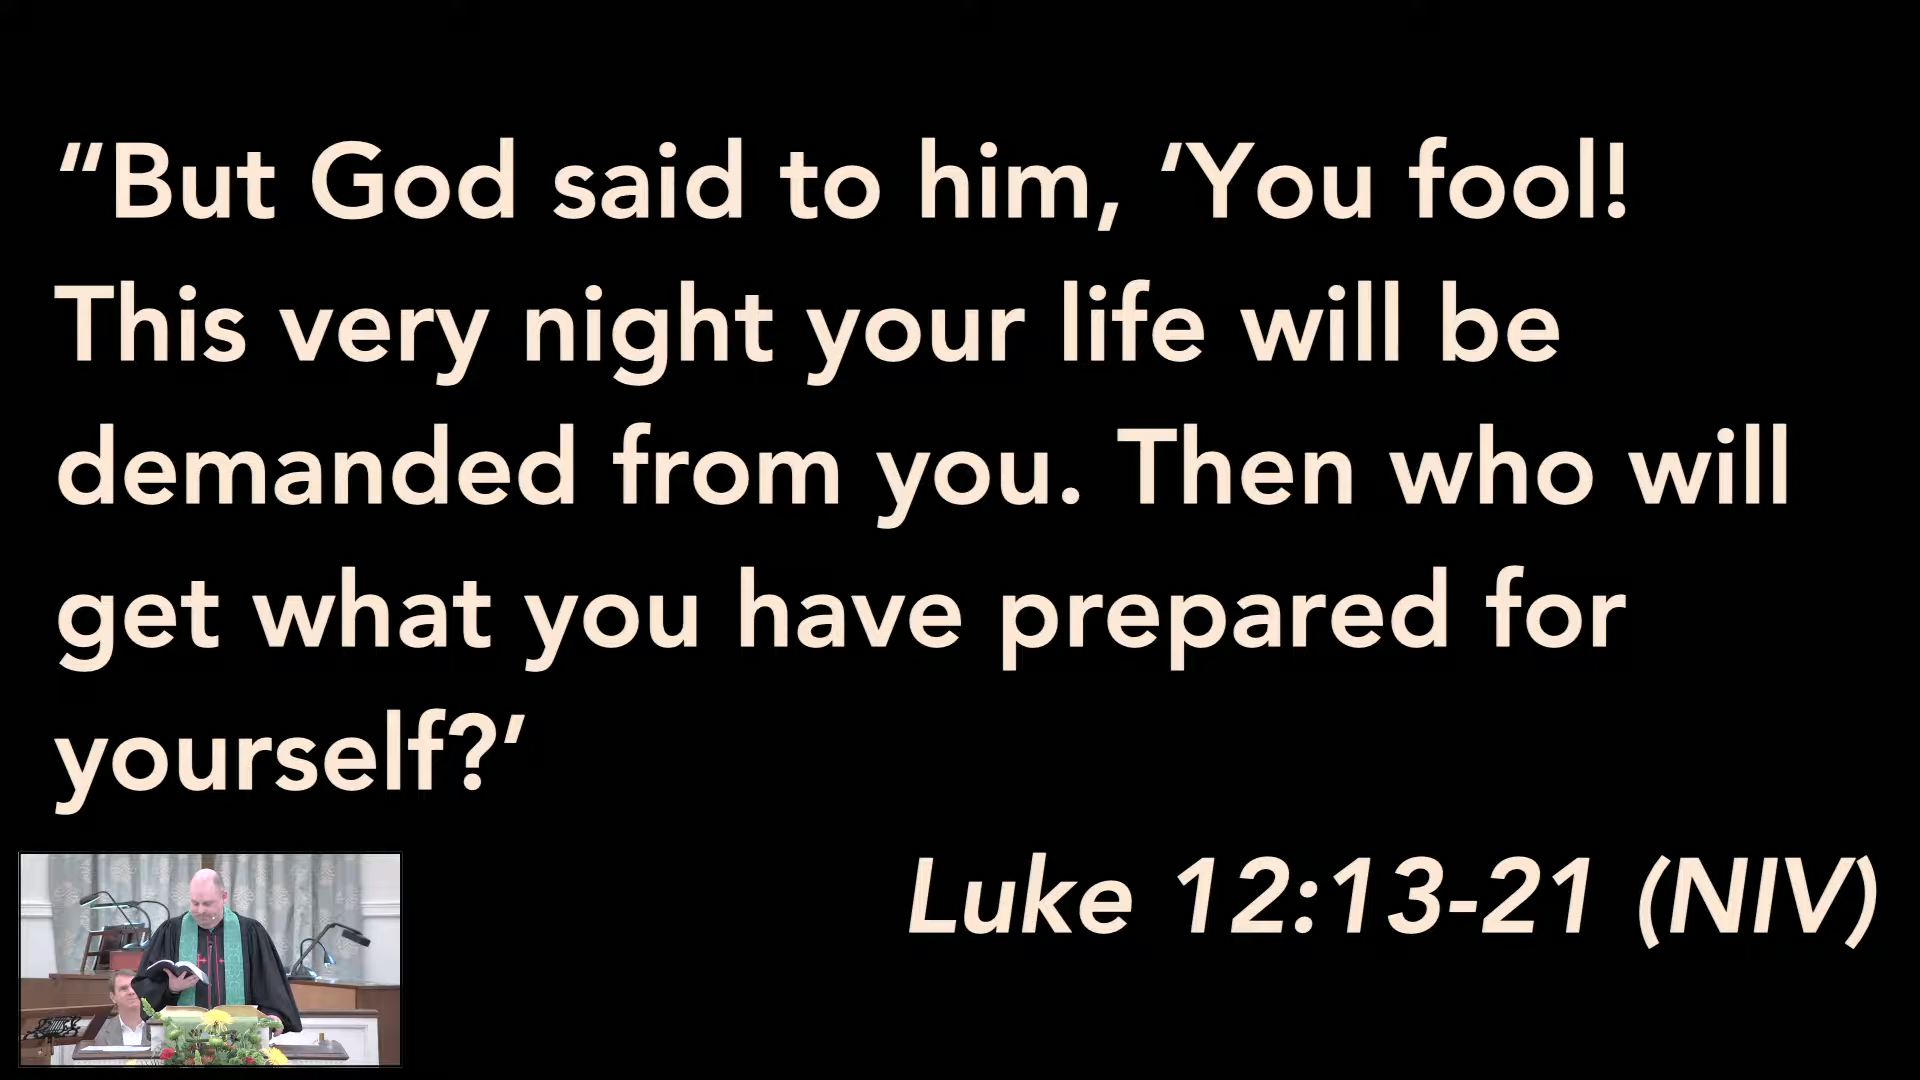 “But God said to him, ‘You fool!
This very night your life will be
demanded from you. Then who will
get what you have prepared for
yourself?’
Luke 12:13-21 (NIV)